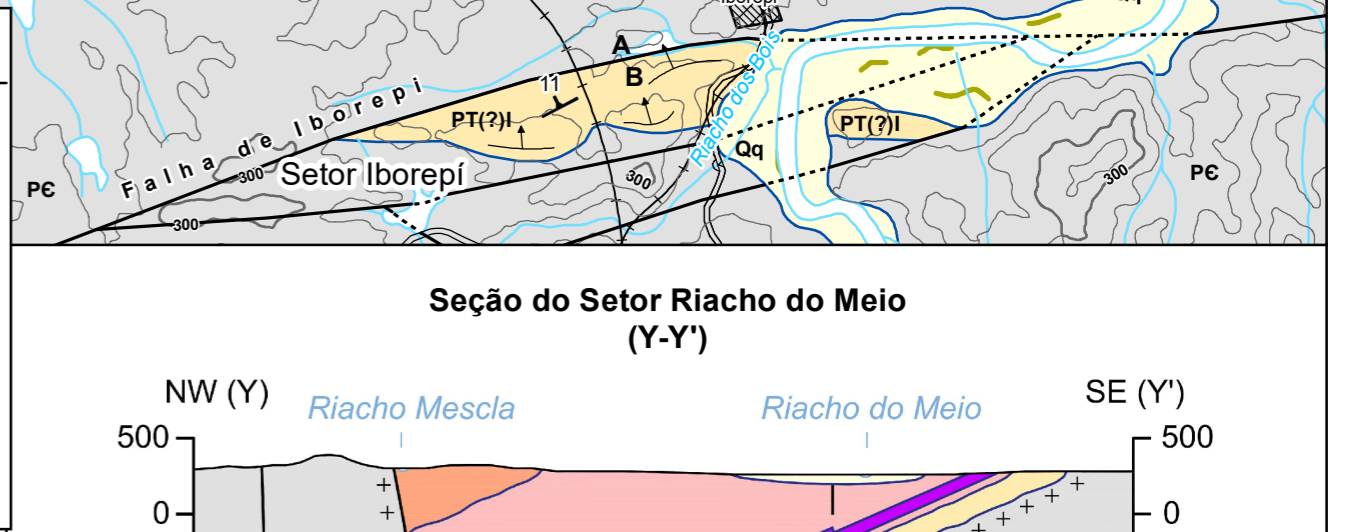 A
B
11
Riacho dos Bois
Falha de Iborepi
PT(?)I
PT(?)I
Qq
Setor Iborepí
300
300
300
300
PЄ
PЄ
Seção do Setor Riacho do Meio
(Y-Y')
NW (Y)
SE (Y')
Riacho Mescla
Riacho do Meio
500
500
0
0